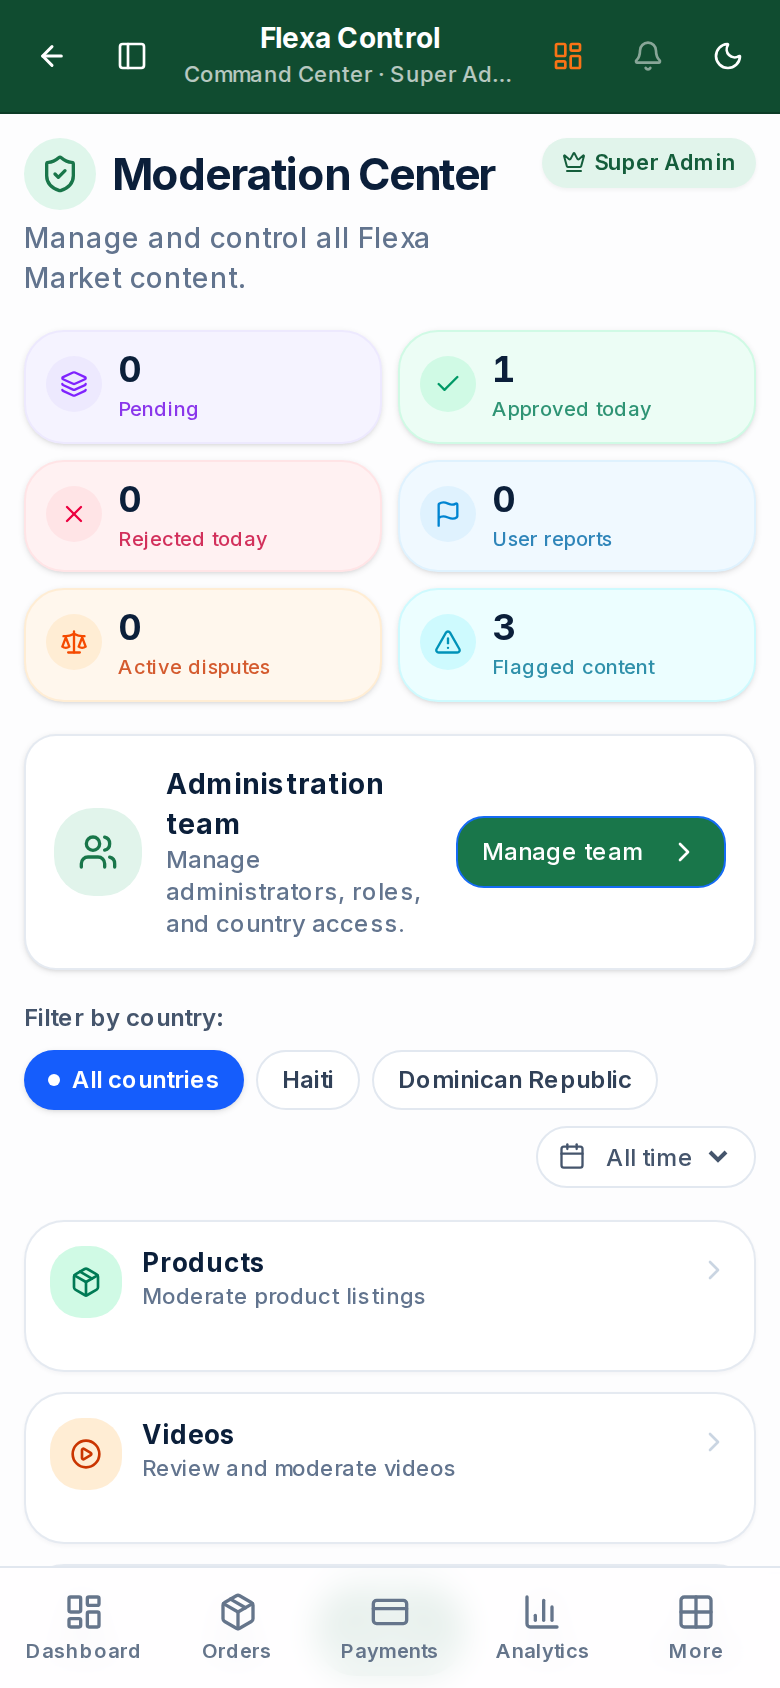 Flexa Control
Command Center · Super Ad...
Moderation Center
Super Admin
Manage and control all Flexa
Market content.
0
Pending
1
Approved today
0
Rejected today
0
User reports
0
Active disputes
3
Flagged content
Administration
team
Manage
administrators, roles,
and country access.
Manage team
Filter by country:
All countries
Haiti
Dominican Republic
All time
Products
Moderate product listings
Videos
Review and moderate videos
Dashboard
Orders
Payments
Analytics
More